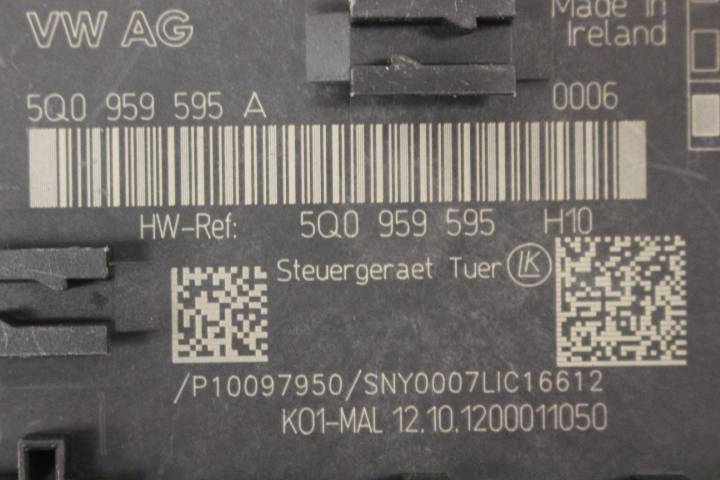 VW AG
Made in
Ireland
5Q0 959 595 A 0006
HW-Ref: 5Q0 959 595 H10
Steuergeraet Tuer LK
/P10097950/SNY0007LIC16612
K01-MAL 12.10.1200011050